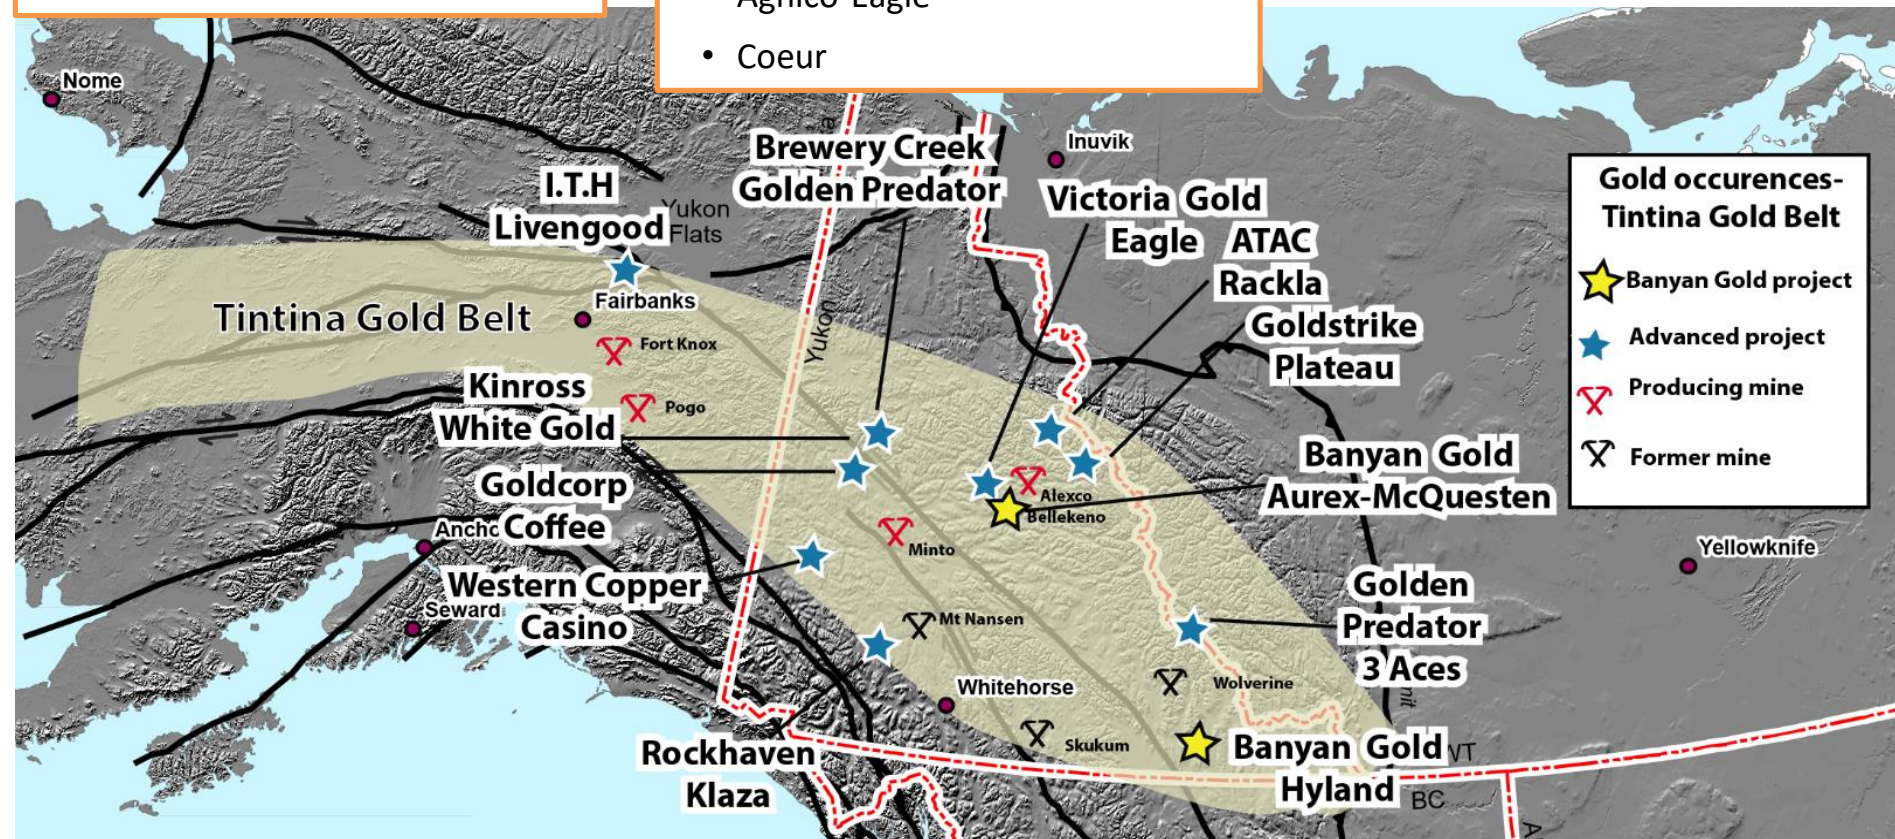 Agnico Eagle
• Coeur
Nome
Inuvik
Brewery Creek
Golden Predator
I.T.H
Livengood
Yukon
Flats
Victoria Gold
Eagle
ATAC
Rackla
Goldstrike
Plateau
Gold occurences-
Tintina Gold Belt
Banyan Gold project
Advanced project
Producing mine
Former mine
Tintina Gold Belt
Fairbanks
Fort Knox
Pogo
Yukon
Kinross
White Gold
Goldcorp
Coffee
Western Copper
Casino
Seward
Alexco
Bellekeno
Banyan Gold
Aurex-McQuesten
Minto
Mt Nansen
Yellowknife
Golden
Predator
3 Aces
Whitehorse
Wolverine
Skukum
Rockhaven
Klaza
Banyan Gold
Hyland
BC